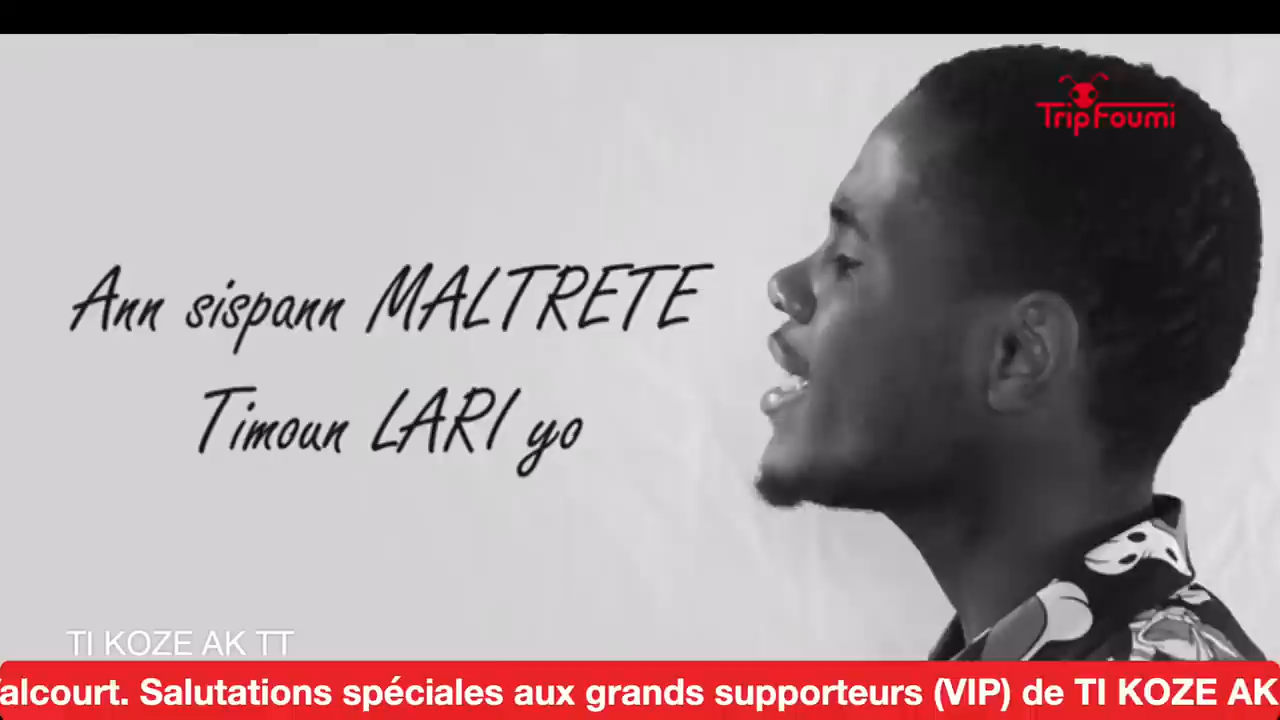 TripFoumi
Ann sispann MALTRETE
Timoun LARI yo
TI KOZE AK TT
alcourt. Salutations spéciales aux grands supporteurs (VIP) de TI KOZE AK